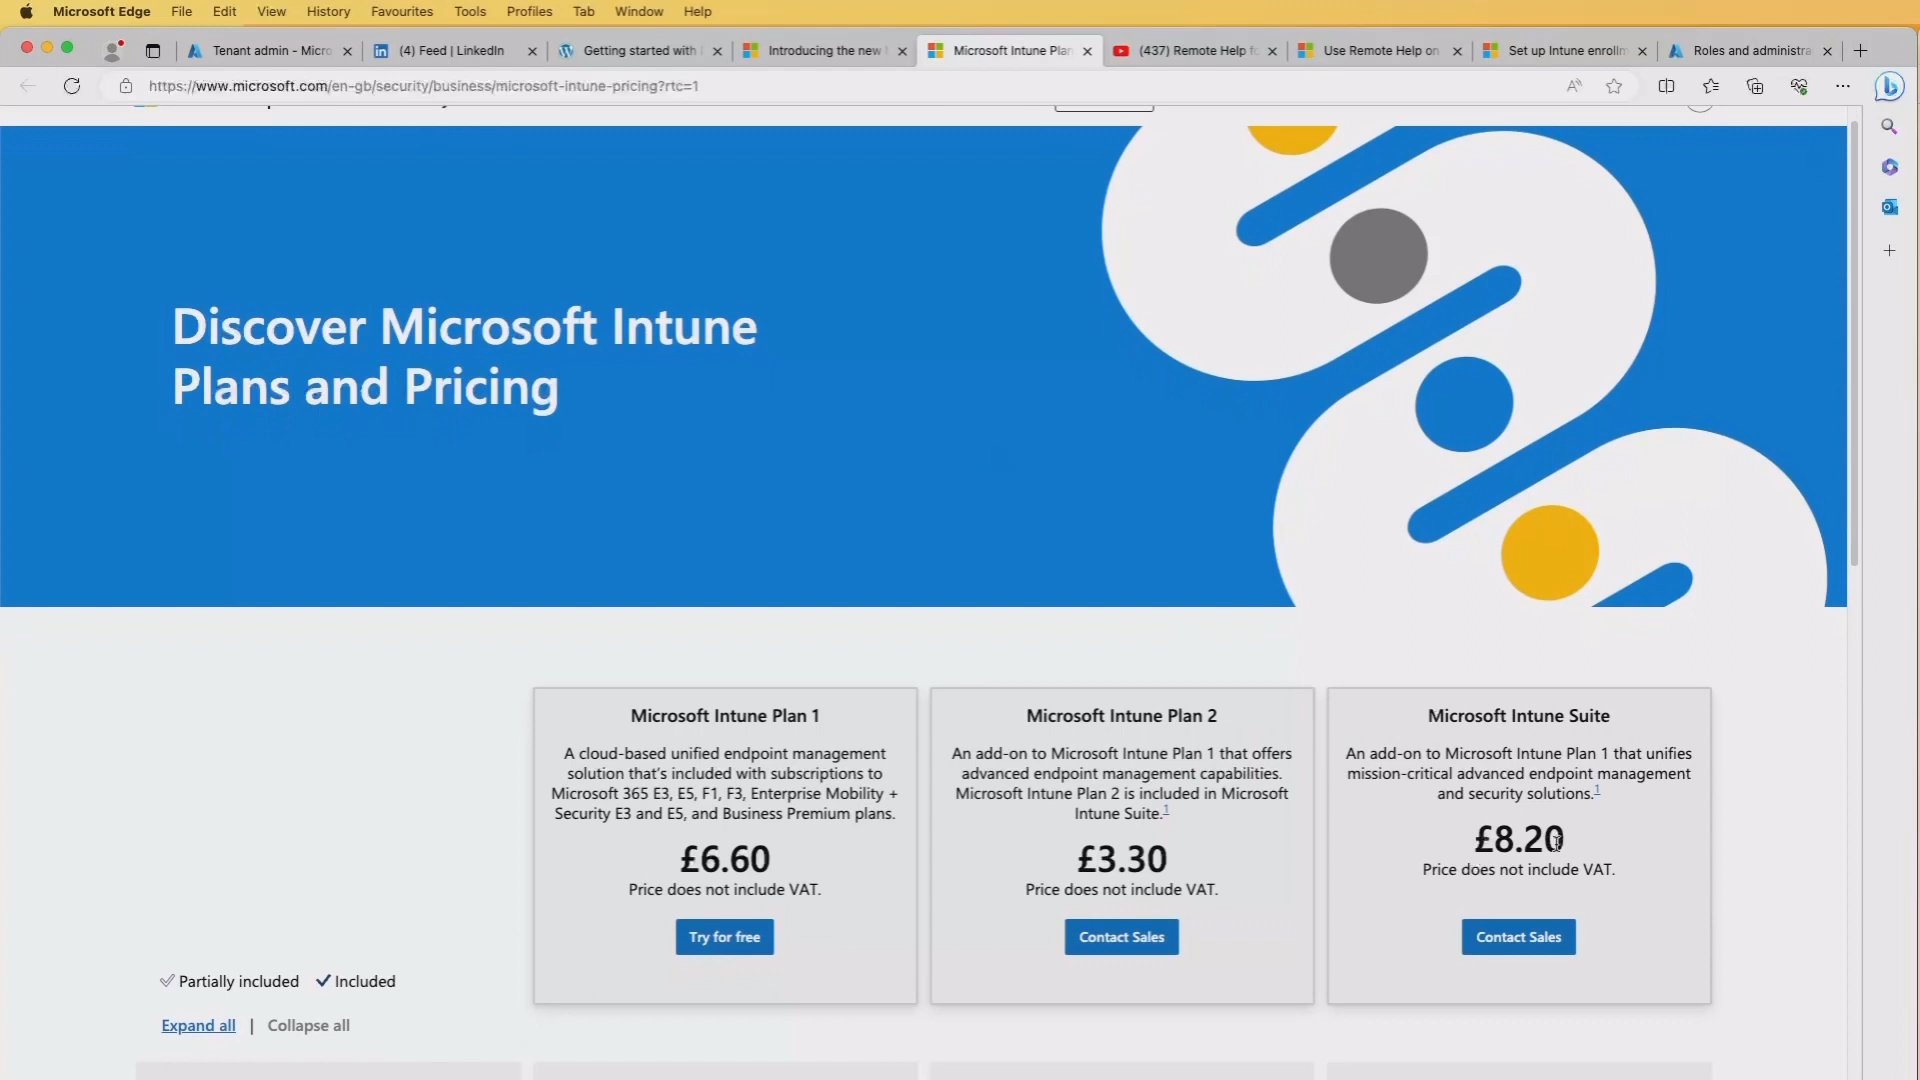 Microsoft Edge File Edit View History Favourites Tools Profiles Tab Window Help
Tenant admin - Micro
(4) Feed | LinkedIn
Getting started with
Introducing the new
Microsoft Intune Plan
(437) Remote Help fo
Use Remote Help on
Set up Intune enrollm
Roles and administra
https://www.microsoft.com/en-gb/security/business/microsoft-intune-pricing?rtc=1
Discover Microsoft Intune
Plans and Pricing
Microsoft Intune Plan 1
A cloud-based unified endpoint management
solution that's included with subscriptions to
Microsoft 365 E3, E5, F1, F3, Enterprise Mobility +
Security E3 and E5, and Business Premium plans.
£6.60
Price does not include VAT.
Try for free
Microsoft Intune Plan 2
An add-on to Microsoft Intune Plan 1 that offers
advanced endpoint management capabilities.
Microsoft Intune Plan 2 is included in Microsoft
Intune Suite.1
£3.30
Price does not include VAT.
Contact Sales
Microsoft Intune Suite
An add-on to Microsoft Intune Plan 1 that unifies
mission-critical advanced endpoint management
and security solutions.1
£8.20
Price does not include VAT.
Contact Sales
Partially included Included
Expand all | Collapse all